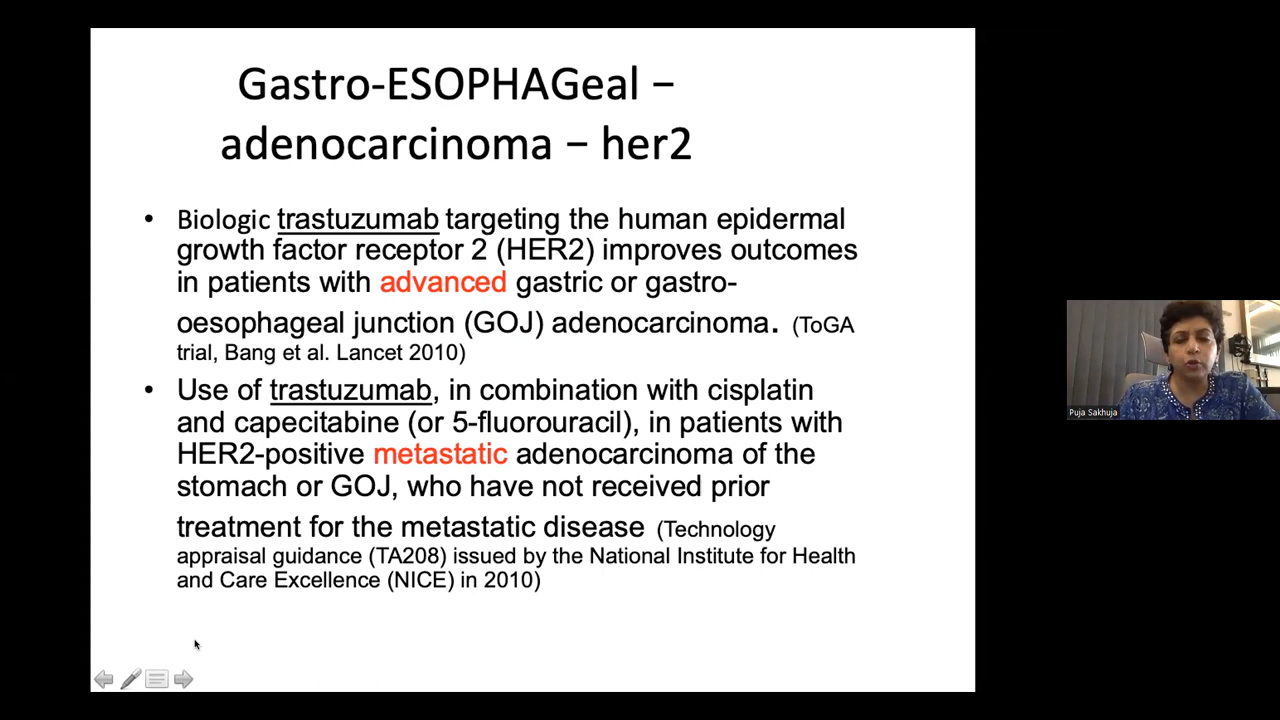 Gastro-ESOPHAGeal –
adenocarcinoma – her2
• Biologic trastuzumab targeting the human epidermal
growth factor receptor 2 (HER2) improves outcomes
in patients with advanced gastric or gastro-
oesophageal junction (GOJ) adenocarcinoma. (ToGA
trial, Bang et al. Lancet 2010)
• Use of trastuzumab, in combination with cisplatin
and capecitabine (or 5-fluorouracil), in patients with
HER2-positive metastatic adenocarcinoma of the
stomach or GOJ, who have not received prior
treatment for the metastatic disease (Technology
appraisal guidance (TA208) issued by the National Institute for Health
and Care Excellence (NICE) in 2010)
Puja Sakhuja